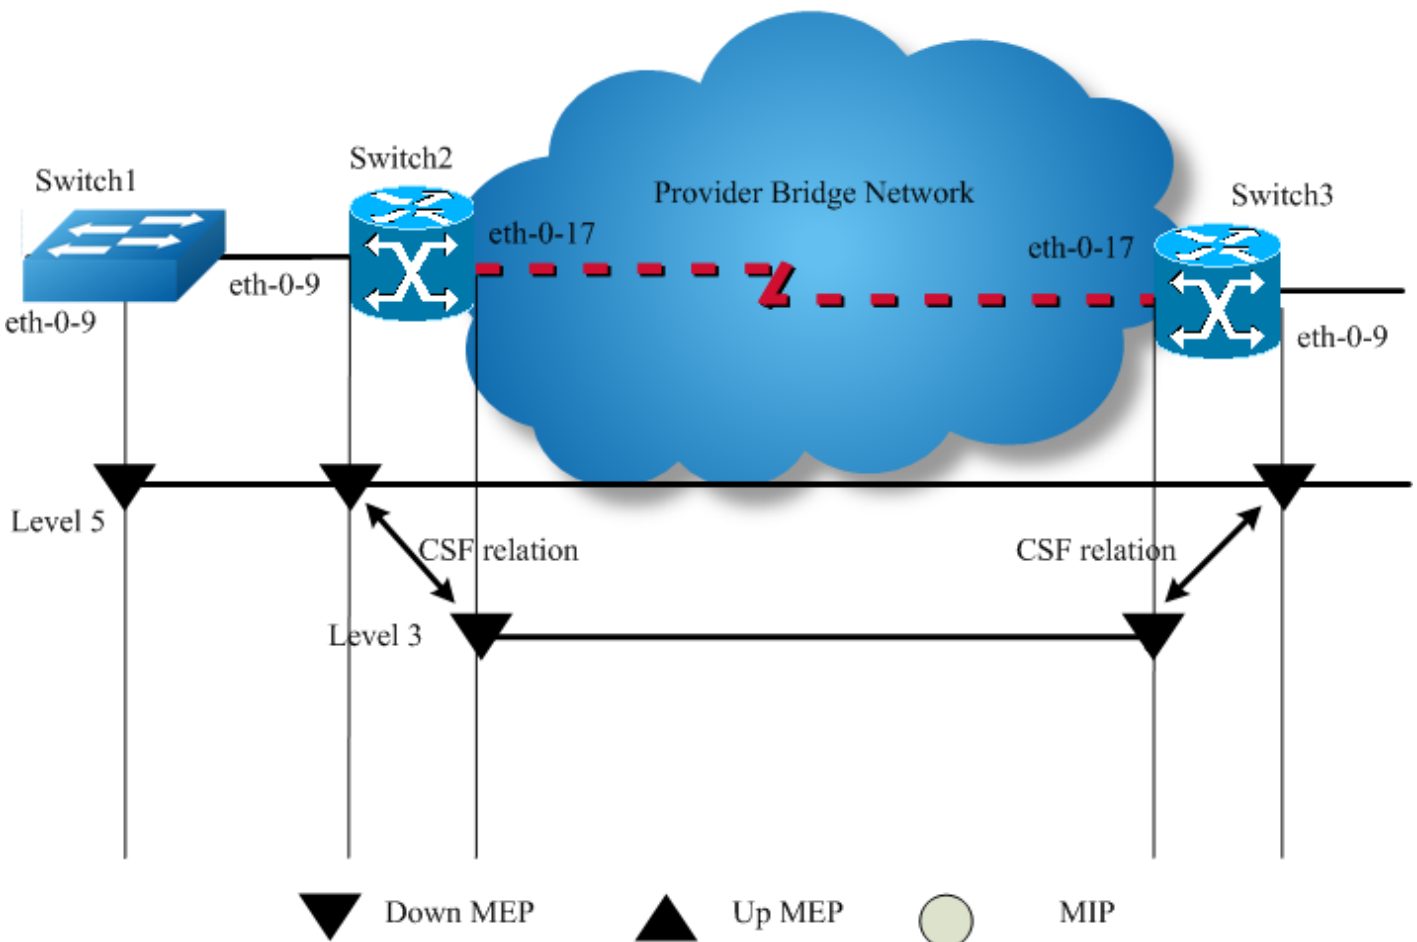 Switch2
Switch1
Provider Bridge Network
Switch3
eth-0-17
eth-0-17
eth-0-9
eth-0-9
eth-0-9
Level 5
CSF relation
CSF relation
Level 3
Down MEP
Up MEP
MIP